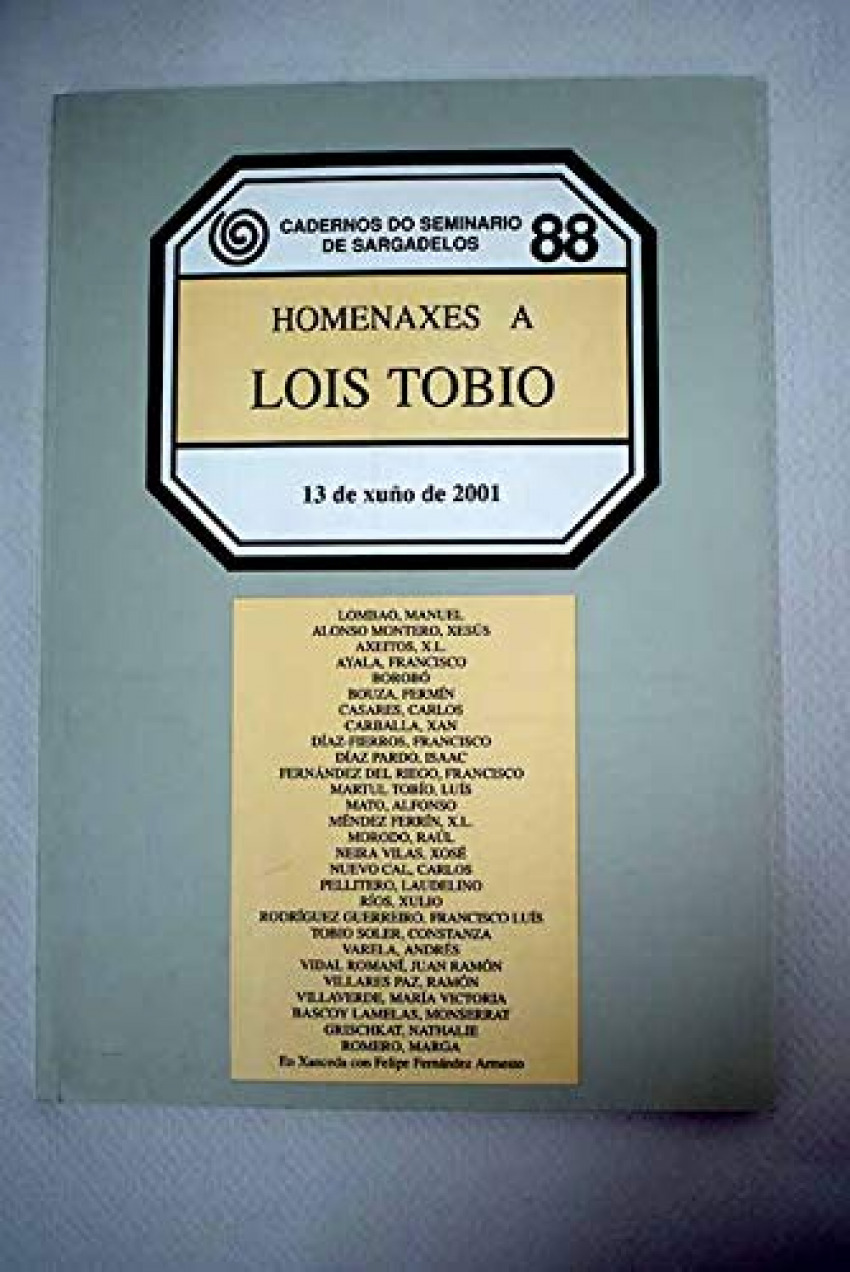 CADERNOS DO SEMINARIO
DE SARGADELOS
88
HOMENAXES A
LOIS TOBIO
13 de xuño de 2001
LOMBAO, MANUEL
ALONSO MONTERO, XESÚS
AXEITOS, X.L.
AYALA, FRANCISCO
BOROBÓ
BOUZA, FERMÍN
CASARES, CARLOS
CARBALLA, XAN
DÍAZ-FIERROS, FRANCISCO
DÍAZ PARDO, ISAAC
FERNÁNDEZ DEL RIEGO, FRANCISCO
MARTUL TOBÍO, LUÍS
MATO, ALFONSO
MÉNDEZ FERRÍN, X.L.
MORODO, RAÚL
NEIRA VILAS, XOSÉ
NUEVO CAL, CARLOS
PELLITERO, LAUDELINO
RÍOS, XULIO
RODRÍGUEZ GUERREIRO, FRANCISCO LUÍS
TOBIO SOLER, CONSTANZA
VARELA, ANDRÉS
VIDAL ROMANÍ, JUAN RAMÓN
VILLARES PAZ, RAMÓN
VILLAVERDE, MARÍA VICTORIA
BASCOY LAMELAS, MONSERRAT
GRISCHKAT, NATHALIE
ROMERO, MARGA
En Xanceda con Felipe Fernández Armesto